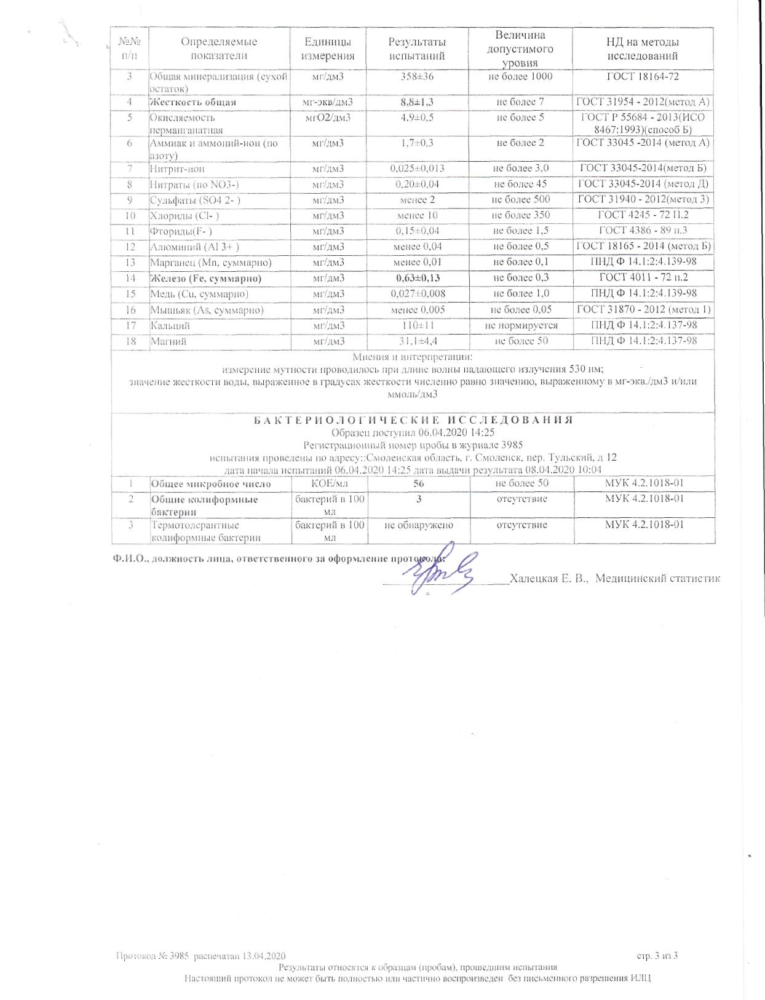 №№ п/п Определяемые показатели Единицы измерения Результаты испытаний Величина допустимого уровня НД на методы исследований
3 Общая минерализация (сухой остаток) мг/дм3 358±36 не более 1000 ГОСТ 18164-72
4 Жесткость общая мг-экв/дм3 8,8±1,3 не более 7 ГОСТ 31954 - 2012(метод А)
5 Окисляемость перманганатная мгО2/дм3 4,9±0,5 не более 5 ГОСТ Р 55684 - 2013(ИСО 8467:1993)(способ Б)
6 Аммиак и аммоний-ион (по азоту) мг/дм3 1,7±0,3 не более 2 ГОСТ 33045 -2014 (метод А)
7 Нитрит-ион мг/дм3 0,025±0,013 не более 3,0 ГОСТ 33045-2014(метод Б)
8 Нитраты (по NO3-) мг/дм3 0,20±0,04 не более 45 ГОСТ 33045-2014 (метод Д)
9 Сульфаты (SO4 2- ) мг/дм3 менее 2 не более 500 ГОСТ 31940 - 2012(метод 3)
10 Хлориды (Cl- ) мг/дм3 менее 10 не более 350 ГОСТ 4245 - 72 П.2
11 Фториды(F- ) мг/дм3 0,15±0,04 не более 1,5 ГОСТ 4386 - 89 п.3
12 Алюминий (Al 3+ ) мг/дм3 менее 0,04 не более 0,5 ГОСТ 18165 - 2014 (метод Б)
13 Марганец (Mn, суммарно) мг/дм3 менее 0,01 не более 0,1 ПНД Ф 14.1:2:4.139-98
14 Железо (Fe, суммарно) мг/дм3 0,63±0,13 не более 0,3 ГОСТ 4011 - 72 п.2
15 Медь (Cu, суммарно) мг/дм3 0,027±0,008 не более 1,0 ПНД Ф 14.1:2:4.139-98
16 Мышьяк (As, суммарно) мг/дм3 менее 0,005 не более 0,05 ГОСТ 31870 - 2012 (метод 1)
17 Кальций мг/дм3 110±11 не нормируется ПНД Ф 14.1:2:4.137-98
18 Магний мг/дм3 31,1±4,4 не более 50 ПНД Ф 14.1:2:4.137-98
Мнения и интерпретации:
измерение мутности проводилось при длине волны падающего излучения 530 нм;
значение жесткости воды, выраженное в градусах жесткости численно равно значению, выраженному в мг-экв./дм3 и/или
ммоль/дм3
БАКТЕРИОЛОГИЧЕСКИЕ ИССЛЕДОВАНИЯ
Образец поступил 06.04.2020 14:25
Регистрационный номер пробы в журнале 3985
испытания проведены по адресу::Смоленская область, г. Смоленск, пер. Тульский, д 12
дата начала испытаний 06.04.2020 14:25 дата выдачи результата 08.04.2020 10:04
1 Общее микробное число КОЕ/мл 56 не более 50 МУК 4.2.1018-01
2 Общие колиформные бактерии бактерий в 100 мл 3 отсутствие МУК 4.2.1018-01
3 Термотолерантные колиформные бактерии бактерий в 100 мл не обнаружено отсутствие МУК 4.2.1018-01
Ф.И.О., должность лица, ответственного за оформление протокола:
Халецкая Е. В., Медицинский статистик
Протокол № 3985 распечатан 13.04.2020 стр. 3 из 3
Результаты относятся к образцам (пробам), прошедшим испытания
Настоящий протокол не может быть полностью или частично воспроизведен без письменного разрешения ИЛЦ